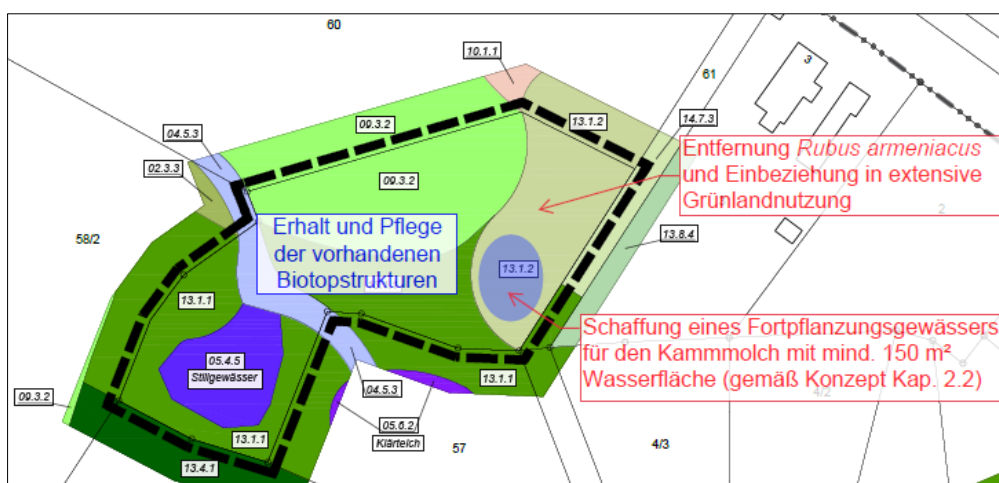 60
10.1.1
61
3
04.5.3
09.3.2
13.1.2
14.7.3
02.3.3
09.3.2
Entfernung Rubus armeniacus
und Einbeziehung in extensive
Grünlandnutzung
2
58/2
Erhalt und Pflege
der vorhandenen
Biotopstrukturen
13.8.4
13.1.2
13.1.1
Schaffung eines Fortpflanzungsgewässers
für den Kammmolch mit mind. 150 m²
Wasserfläche (gemäß Konzept Kap. 2.2)
05.4.5
Stillgewässer
04.5.3
13.1.1
09.3.2
05.6.2/
Klärteich
4/2
13.1.1
57
4/3
13.4.1